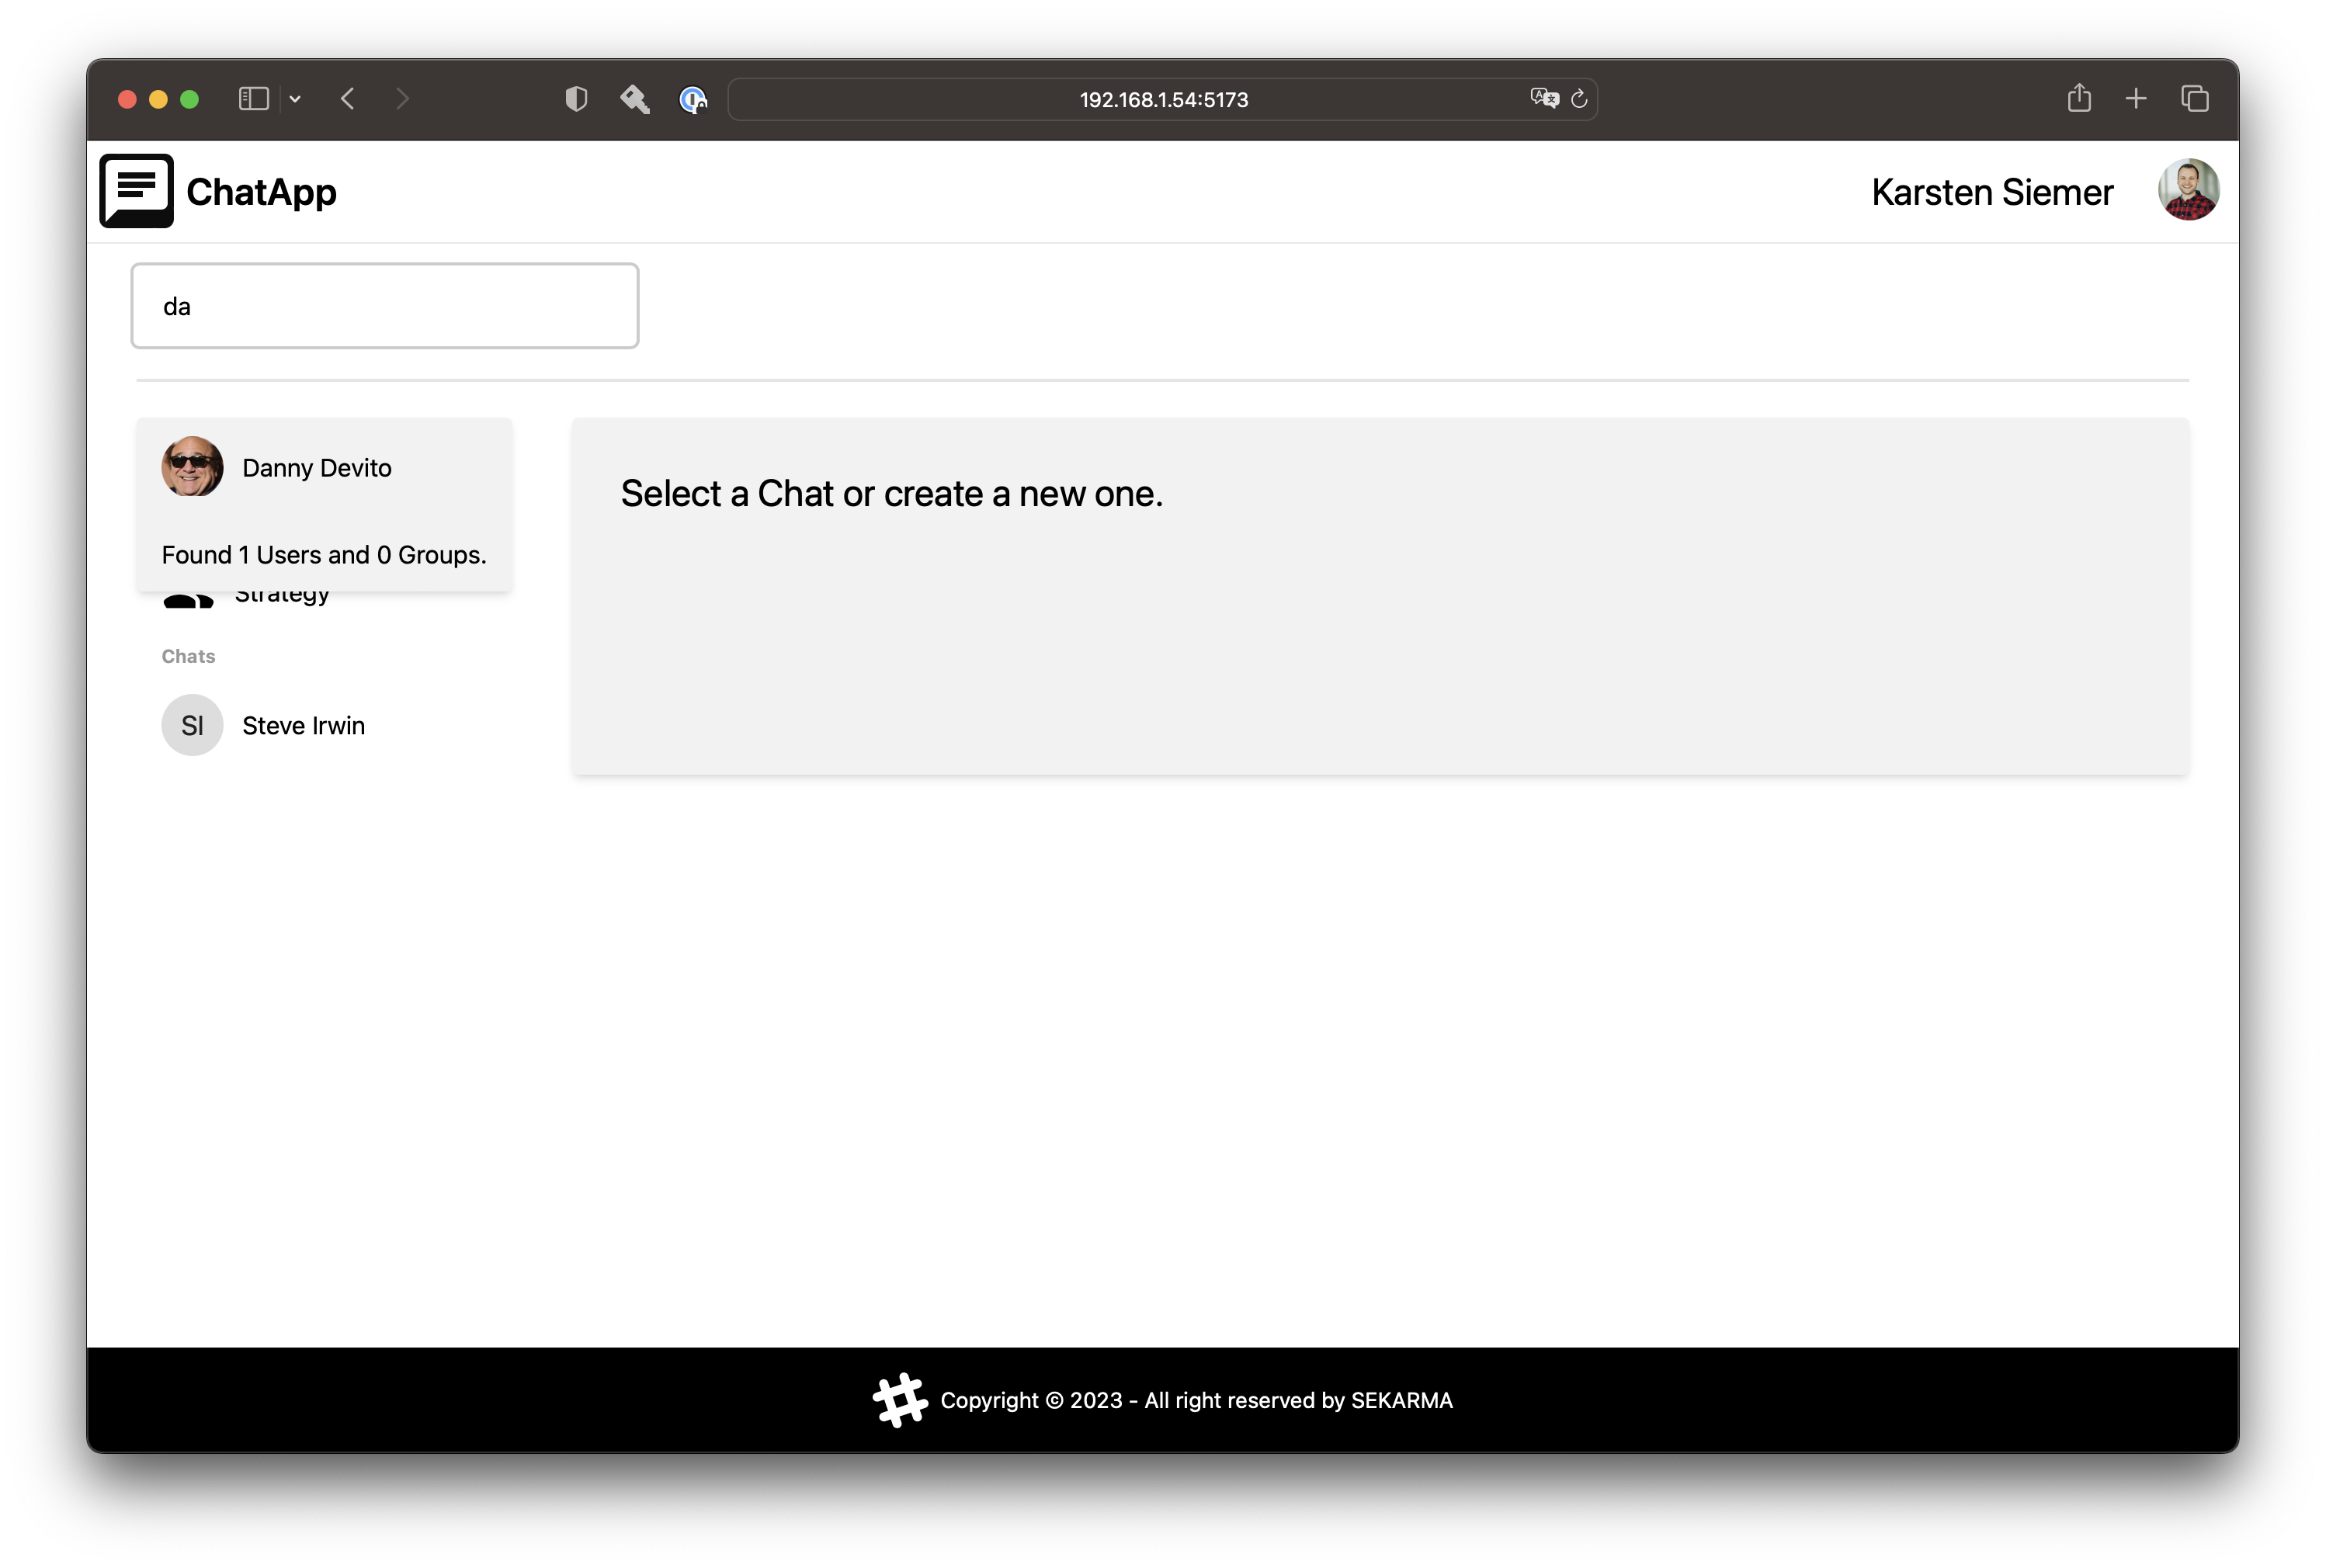 192.168.1.54:5173
ChatApp
Karsten Siemer
da
Danny Devito
Found 1 Users and 0 Groups.
Strategy
Select a Chat or create a new one.
Chats
SI
Steve Irwin
Copyright © 2023 - All right reserved by SEKARMA